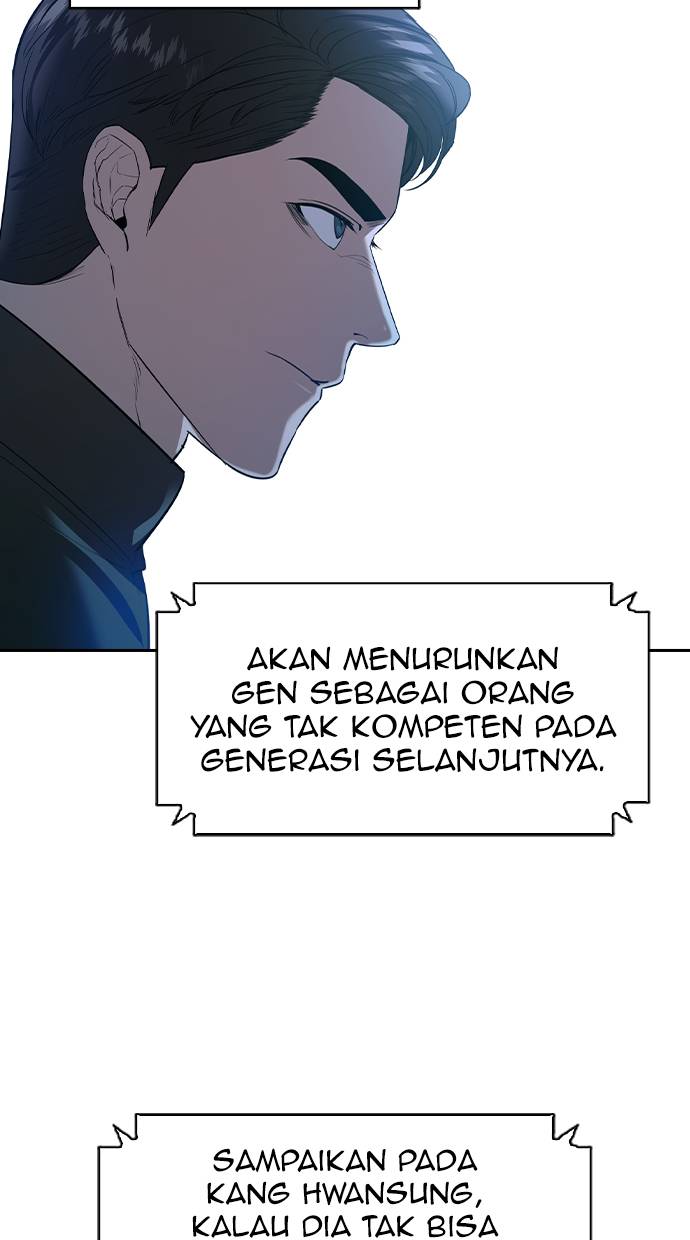 AKAN MENURUNKAN
GEN SEBAGAI ORANG
YANG TAK KOMPETEN PADA
GENERASI SELANJUTNYA.
SAMPAIKAN PADA
KANG HWANSUNG,
KALAU DIA TAK BISA